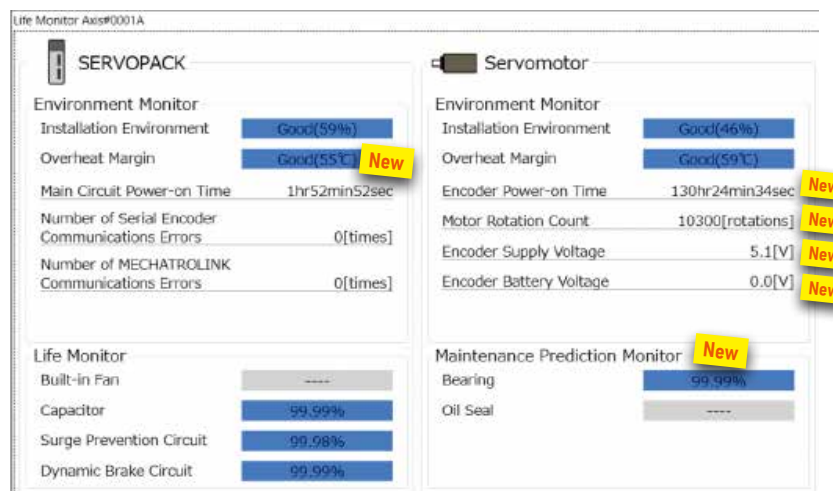 Life Monitor Axis#0001A
SERVOPACK
Environment Monitor
Installation Environment Good(59%)
Overheat Margin Good(55℃) New
Main Circuit Power-on Time 1hr52min52sec
Number of Serial Encoder
Communications Errors 0[times]
Number of MECHATROLINK
Communications Errors 0[times]
Life Monitor
Built-in Fan ----
Capacitor 99.99%
Surge Prevention Circuit 99.98%
Dynamic Brake Circuit 99.99%
Servomotor
Environment Monitor
Installation Environment Good(46%)
Overheat Margin Good(59℃)
Encoder Power-on Time 130hr24min34sec New
Motor Rotation Count 10300[rotations] New
Encoder Supply Voltage 5.1[V] New
Encoder Battery Voltage 0.0[V] New
Maintenance Prediction Monitor New
Bearing 99.99%
Oil Seal ----